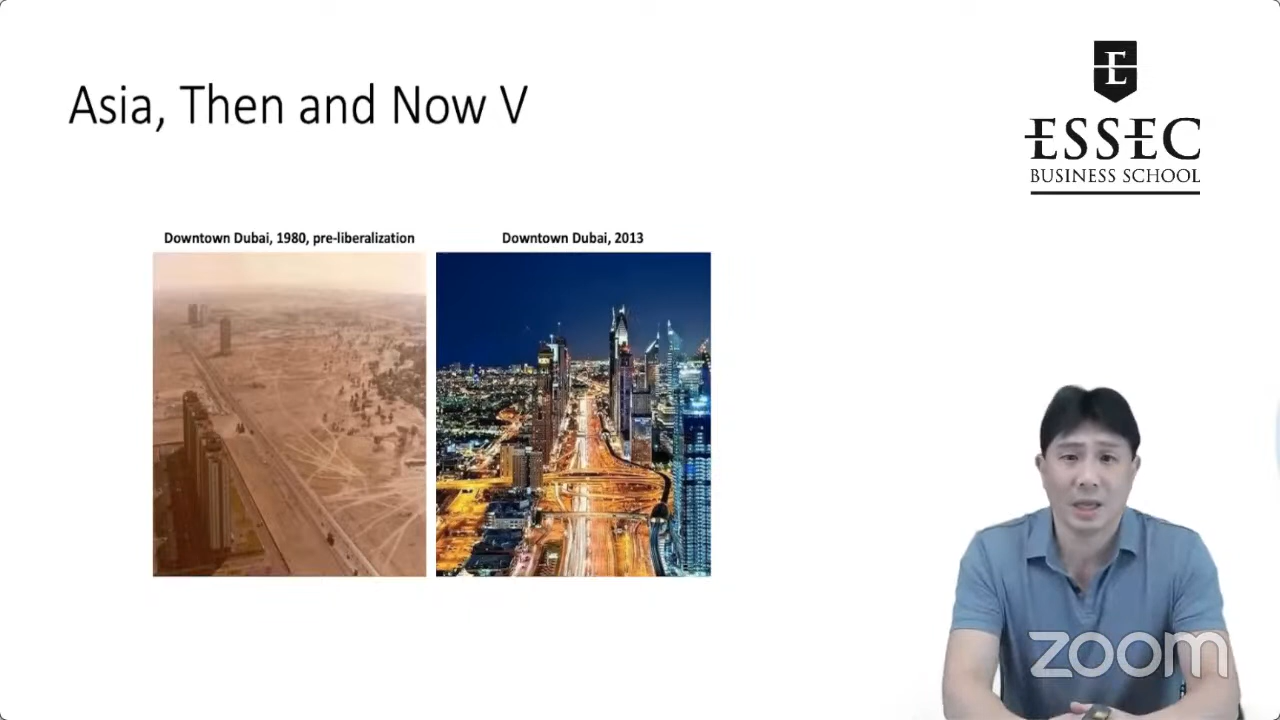 Asia, Then and Now V
E
ESSEC
BUSINESS SCHOOL
Downtown Dubai, 1980, pre-liberalization
Downtown Dubai, 2013
zoom